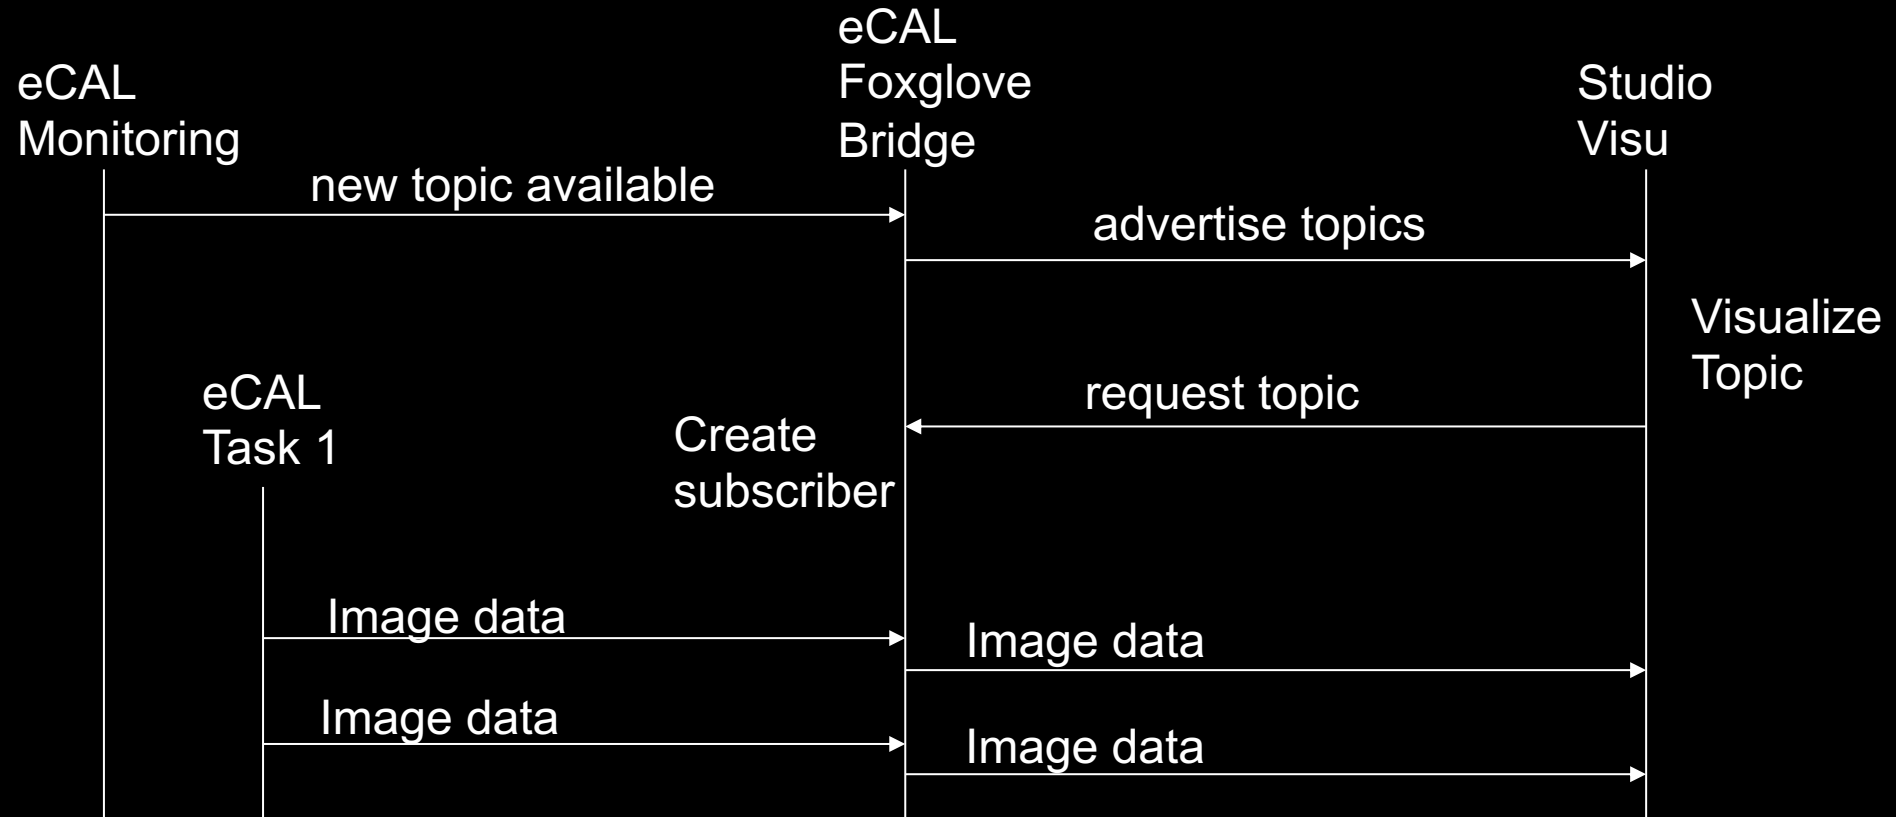 eCAL
Monitoring
eCAL
Foxglove
Bridge
Studio
Visu
new topic available
advertise topics
Visualize
Topic
request topic
eCAL
Task 1
Create
subscriber
Image data
Image data
Image data
Image data